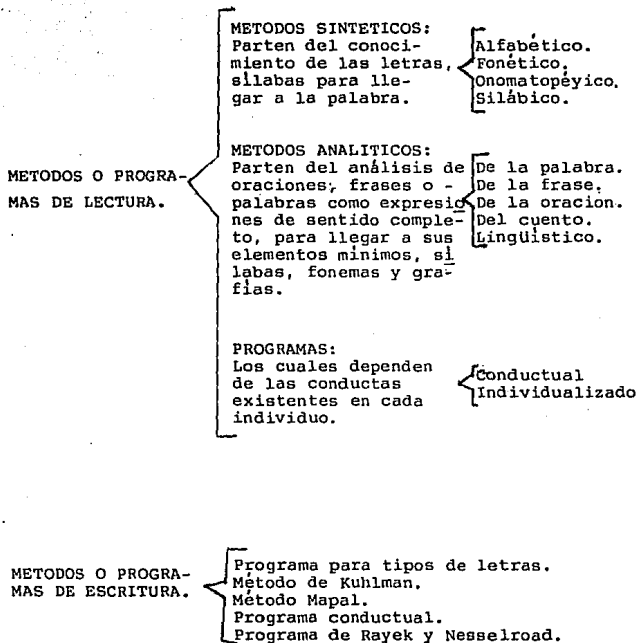 METODOS O PROGRA-
MAS DE LECTURA.
METODOS SINTETICOS:
Parten del conoci-
miento de las letras,
sílabas para lle-
gar a la palabra.
Alfabético.
Fonético.
Onomatopéyico.
Silábico.
METODOS ANALITICOS:
Parten del análisis de
oraciones, frases o -
palabras como expresio
nes de sentido comple-
to, para llegar a sus
elementos mínimos, sí
labas, fonemas y gra-
fías.
De la palabra.
De la frase.
De la oracion.
Del cuento.
Lingüístico.
PROGRAMAS:
Los cuales dependen
de las conductas
existentes en cada
individuo.
Conductual
Individualizado
METODOS O PROGRA-
MAS DE ESCRITURA.
Programa para tipos de letras.
Método de Kuhlman.
Método Mapal.
Programa conductual.
Programa de Rayek y Nesselroad.